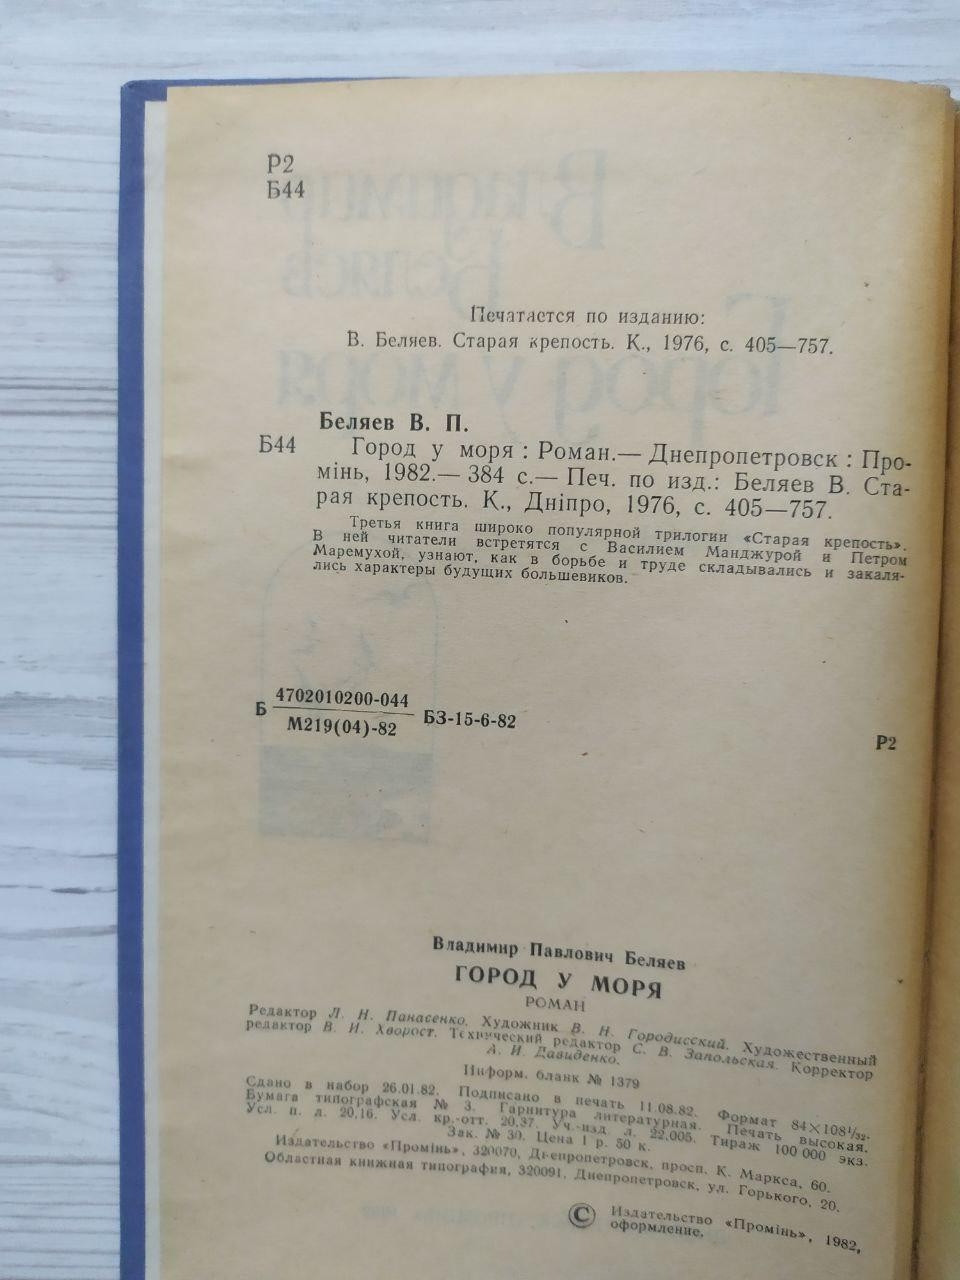 Р2
Б44
Печатается по изданию:
В. Беляев. Старая крепость. К., 1976, с. 405—757.
Беляев В. П.
Б44 Город у моря : Роман.— Днепропетровск : Про-
мінь, 1982.— 384 с.— Печ. по изд.: Беляев В. Ста-
рая крепость. К., Дніпро, 1976, с. 405—757.
Третья книга широко популярной трилогии «Старая крепость».
В ней читатели встретятся с Василием Манджурой и Петром
Маремухой, узнают, как в борьбе и труде складывались и закаля-
лись характеры будущих большевиков.
Б 4702010200-044
М219(04)-82 БЗ-15-6-82
Р2
Владимир Павлович Беляев
ГОРОД У МОРЯ
РОМАН
Редактор Л. Н. Панасенко. Художник В. Н. Городисский. Художественный
редактор В. И. Хворост. Технический редактор С. В. Запольская. Корректор
А. И. Давиденко.
Информ. бланк № 1379
Сдано в набор 26.01.82. Подписано в печать 11.08.82. Формат 84×108¹/₃₂.
Бумага типографская № 3. Гарнитура литературная. Печать высокая.
Усл. п. л. 20,16. Усл. кр.-отт. 20,37. Уч.-изд. л. 22,005. Тираж 100 000 экз.
Зак. № 30. Цена 1 р. 50 к.
Издательство «Промінь», 320070, Днепропетровск, просп. К. Маркса, 60.
Областная книжная типография, 320091, Днепропетровск, ул. Горького, 20.
© Издательство «Промінь», 1982,
оформление.
Владимир
Беляев
Город у моря